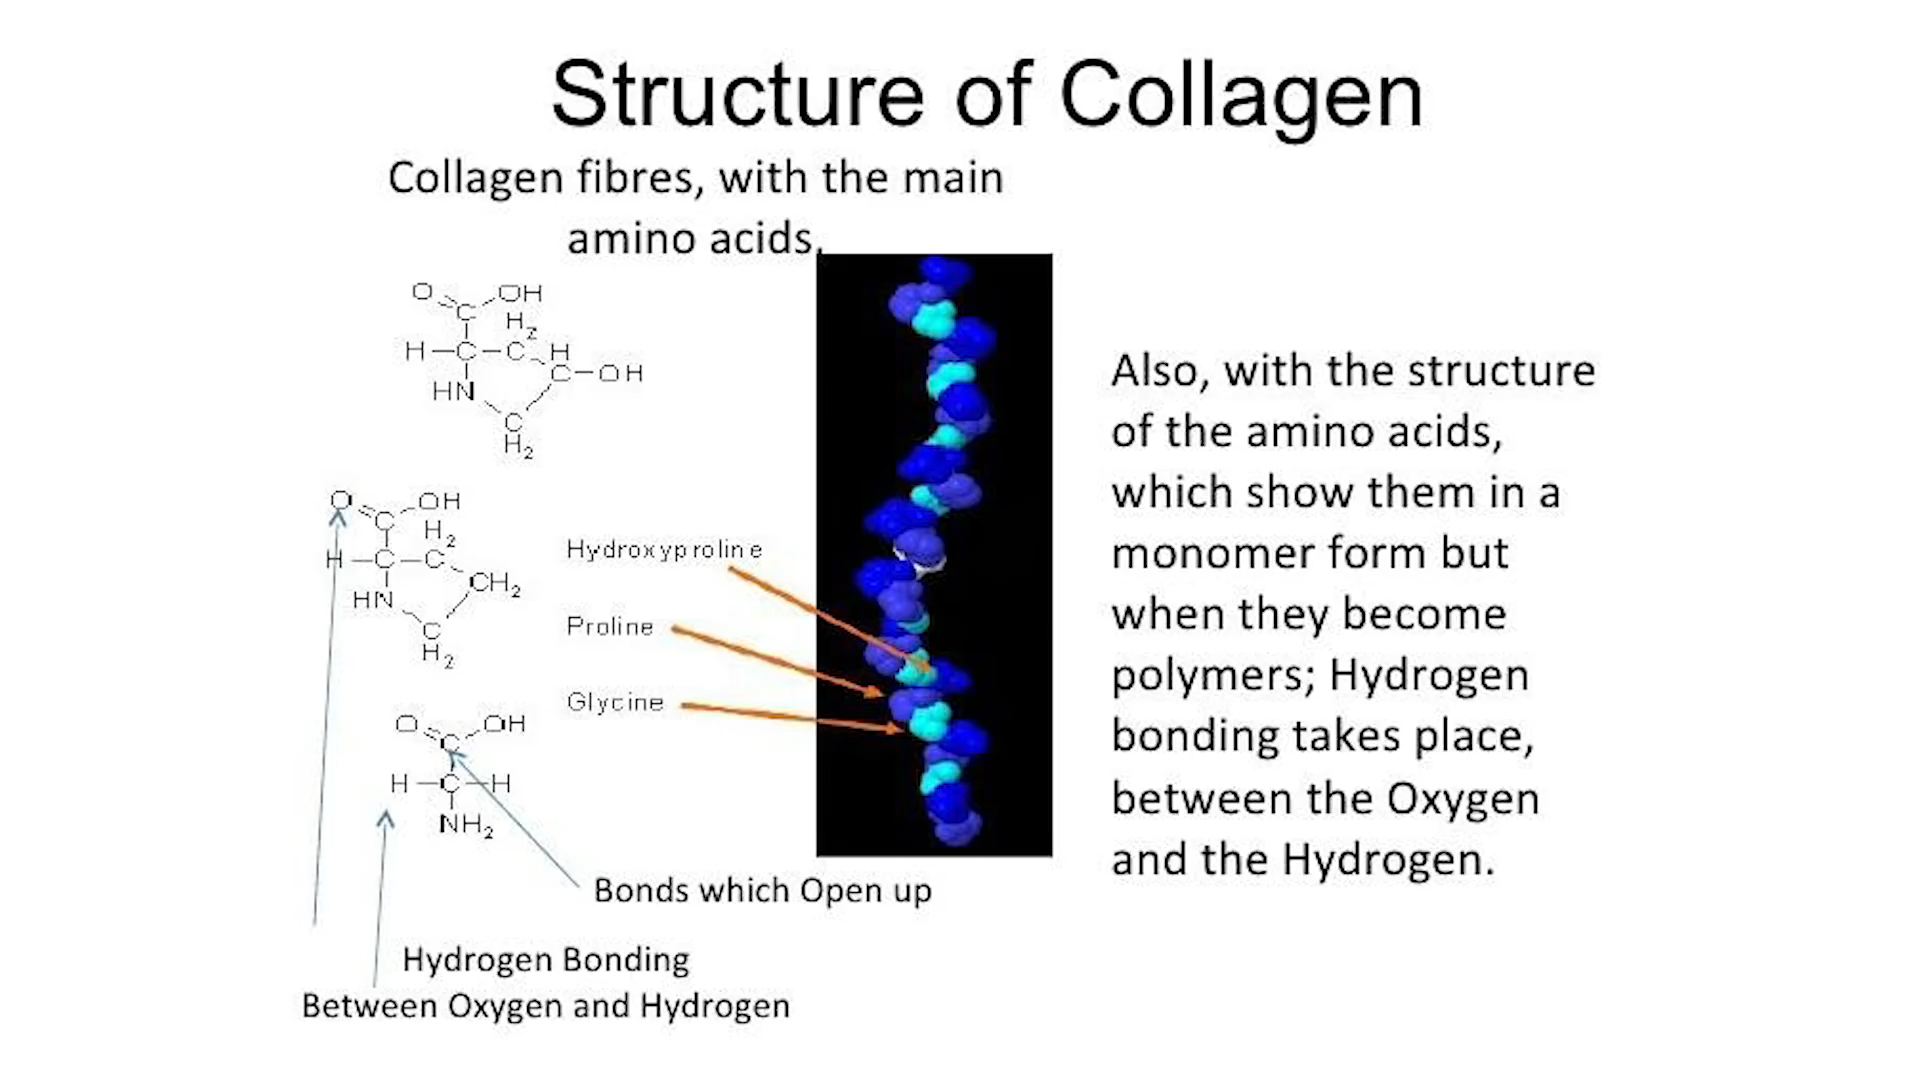 Structure of Collagen
Collagen fibres, with the main
amino acids.
O OH
C H2
H C C H
HN C OH
C
H2
O OH
C H2
H C C
HN CH2
C
H2
O OH
C
H C H
NH2
Hydroxyproline
Proline
Glycine
Bonds which Open up
Hydrogen Bonding
Between Oxygen and Hydrogen
Also, with the structure
of the amino acids,
which show them in a
monomer form but
when they become
polymers; Hydrogen
bonding takes place,
between the Oxygen
and the Hydrogen.